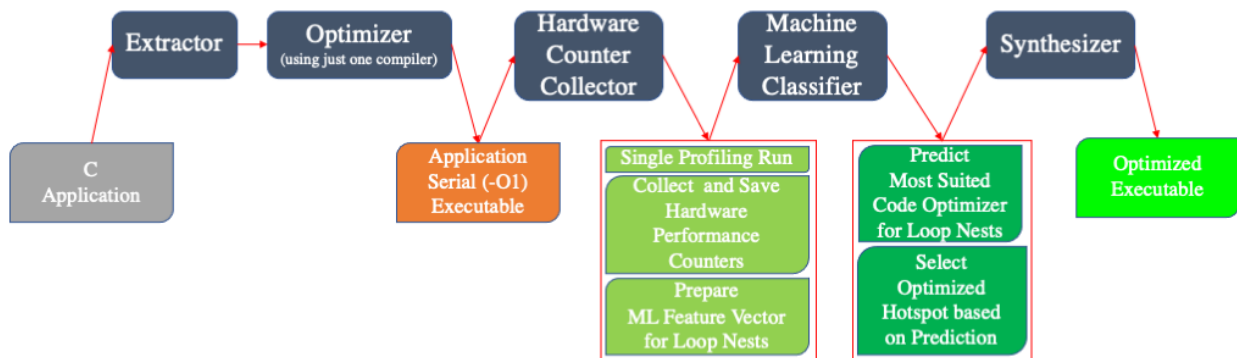 Extractor
Optimizer
(using just one compiler)
Hardware
Counter
Collector
Machine
Learning
Classifier
Synthesizer
C
Application
Application
Serial (-O1)
Executable
Single Profiling Run
Collect and Save
Hardware
Performance
Counters
Prepare
ML Feature Vector
for Loop Nests
Predict
Most Suited
Code Optimizer
for Loop Nests
Select
Optimized
Hotspot based
on Prediction
Optimized
Executable